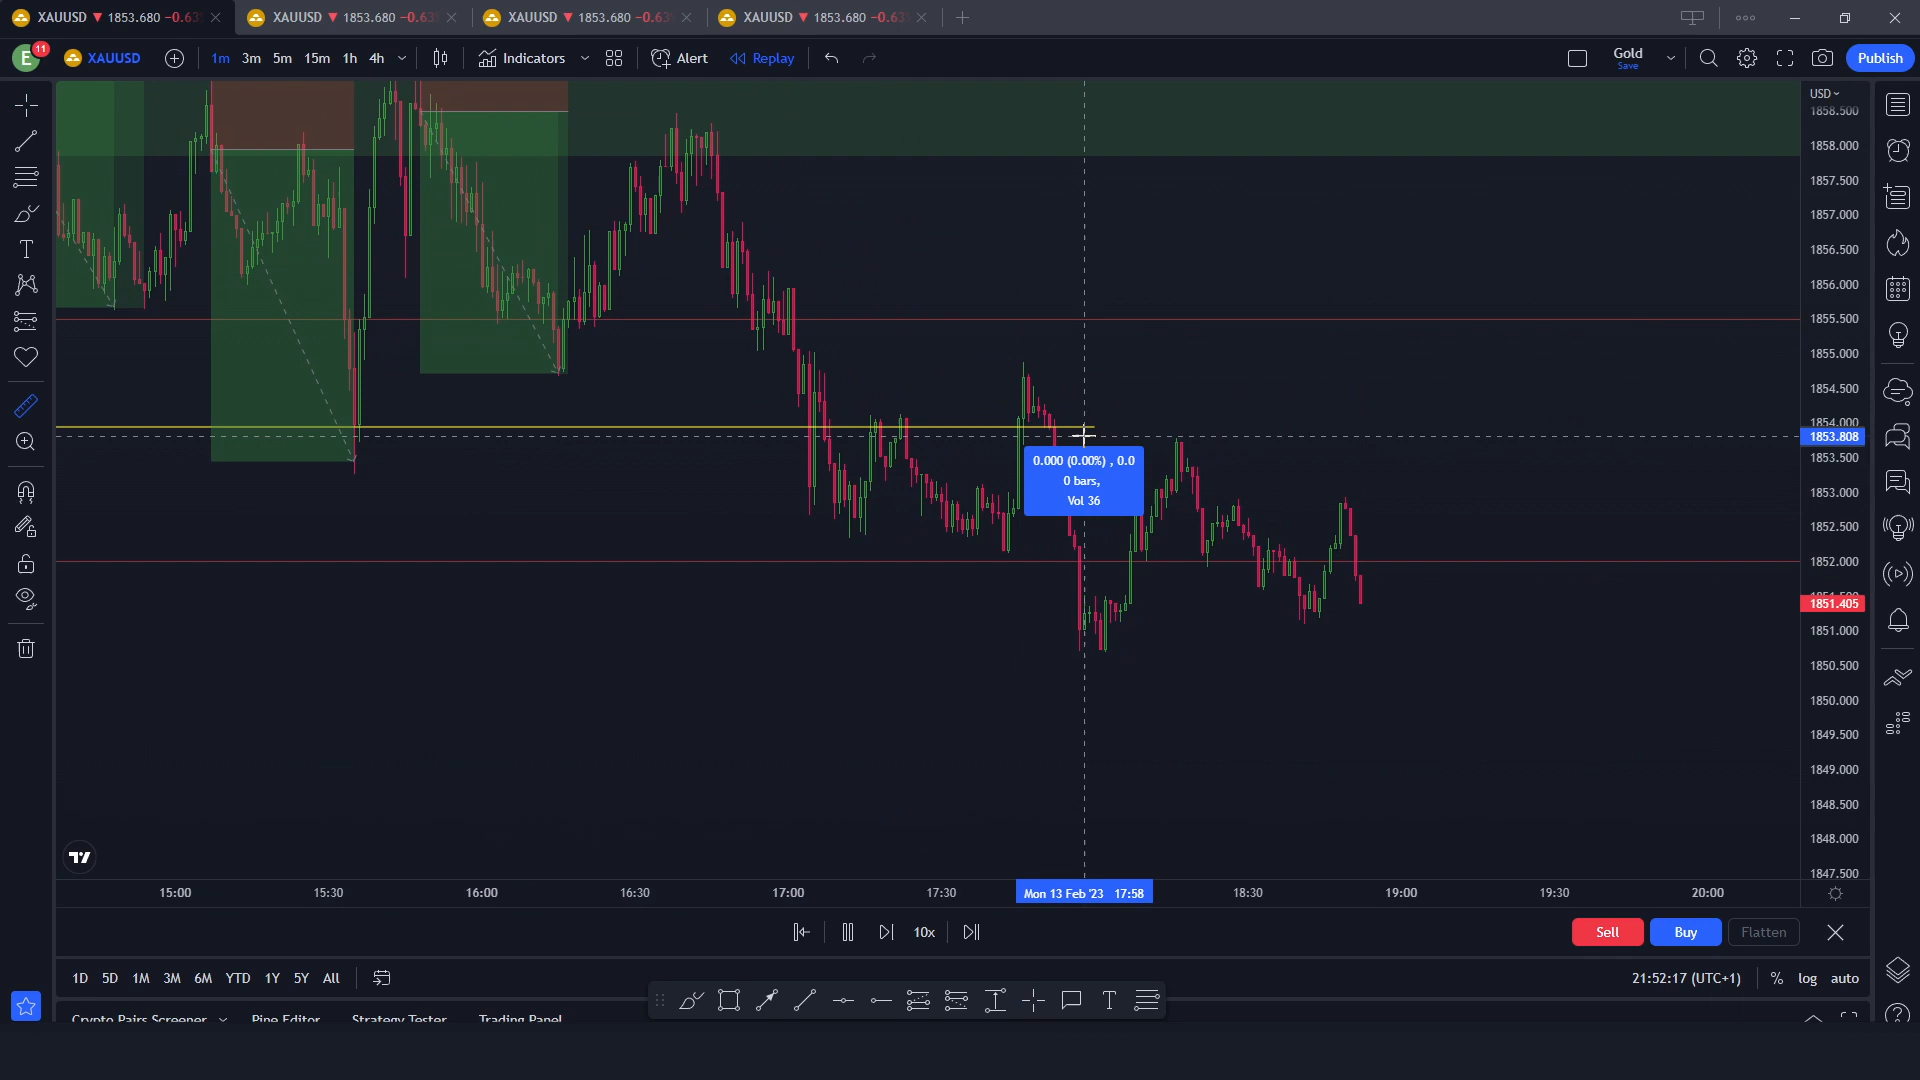 XAUUSD ▼ 1853.680 −0.63 XAUUSD ▼ 1853.680 −0.63 XAUUSD ▼ 1853.680 −0.63 XAUUSD ▼ 1853.680 −0.63
E 11 XAUUSD 1m 3m 5m 15m 1h 4h Indicators Alert Replay Gold Publish
Save
USD
1858.500
1858.000
1857.500
1857.000
1856.500
1856.000
1855.500
1855.000
1854.500
1854.000
1853.808
1853.500
1853.000
1852.500
1852.000
1851.405
1851.000
1850.500
1850.000
1849.500
1849.000
1848.500
1848.000
1847.500
0.000 (0.00%) , 0.0
0 bars,
Vol 36
15:00 15:30 16:00 16:30 17:00 17:30 Mon 13 Feb '23 17:58 18:30 19:00 19:30 20:00
10x Sell Buy Flatten
1D 5D 1M 3M 6M YTD 1Y 5Y All 21:52:17 (UTC+1) % log auto
Crypto Pairs Screener Pine Editor Strategy Tester Trading Panel